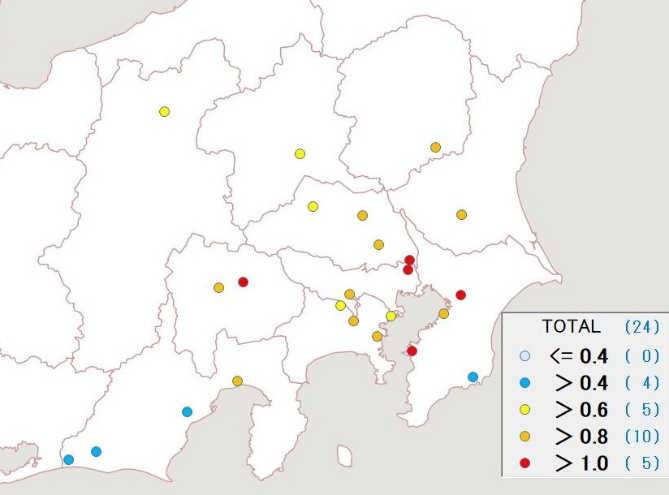 TOTAL (24)
<= 0.4 ( 0)
> 0.4 ( 4)
> 0.6 ( 5)
> 0.8 (10)
> 1.0 ( 5)